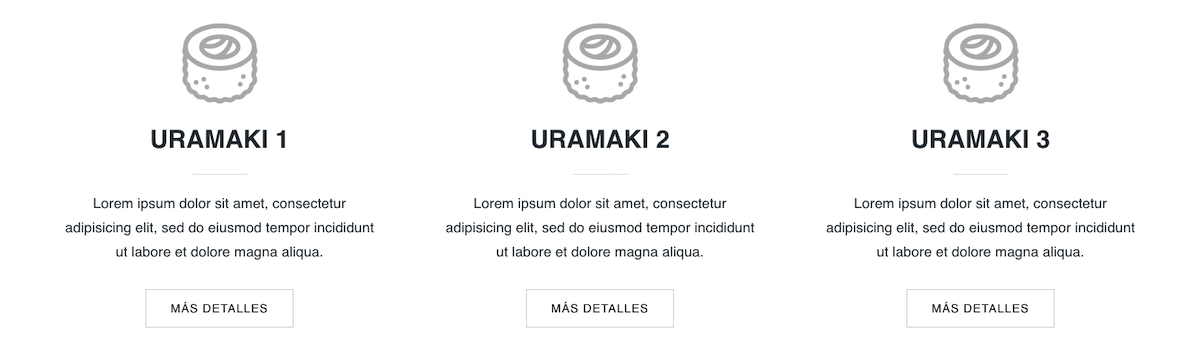 URAMAKI 1
Lorem ipsum dolor sit amet, consectetur
adipisicing elit, sed do eiusmod tempor incididunt
ut labore et dolore magna aliqua.
MÁS DETALLES
URAMAKI 2
Lorem ipsum dolor sit amet, consectetur
adipisicing elit, sed do eiusmod tempor incididunt
ut labore et dolore magna aliqua.
MÁS DETALLES
URAMAKI 3
Lorem ipsum dolor sit amet, consectetur
adipisicing elit, sed do eiusmod tempor incididunt
ut labore et dolore magna aliqua.
MÁS DETALLES